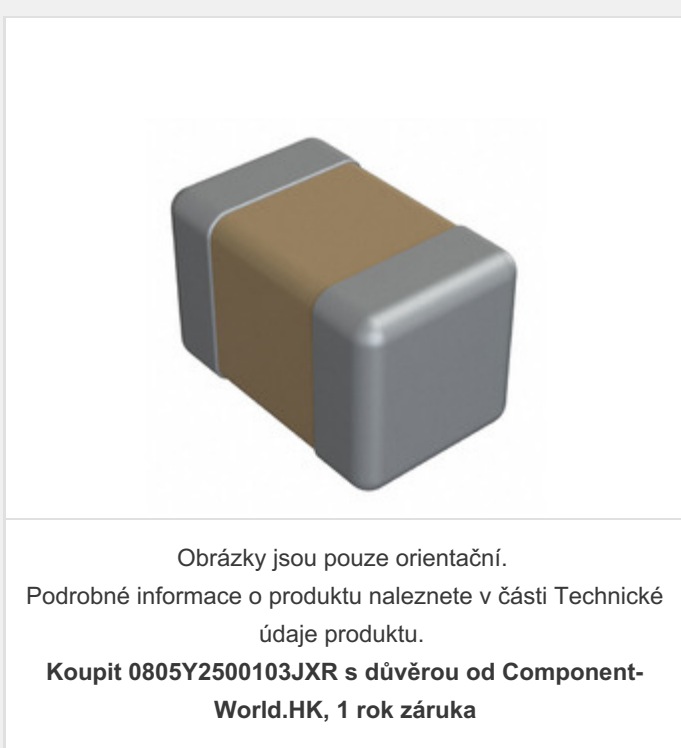 Obrázky jsou pouze orientační.
Podrobné informace o produktu naleznete v části Technické
údaje produktu.
Koupit 0805Y2500103JXR s důvěrou od Component-
World.HK, 1 rok záruka